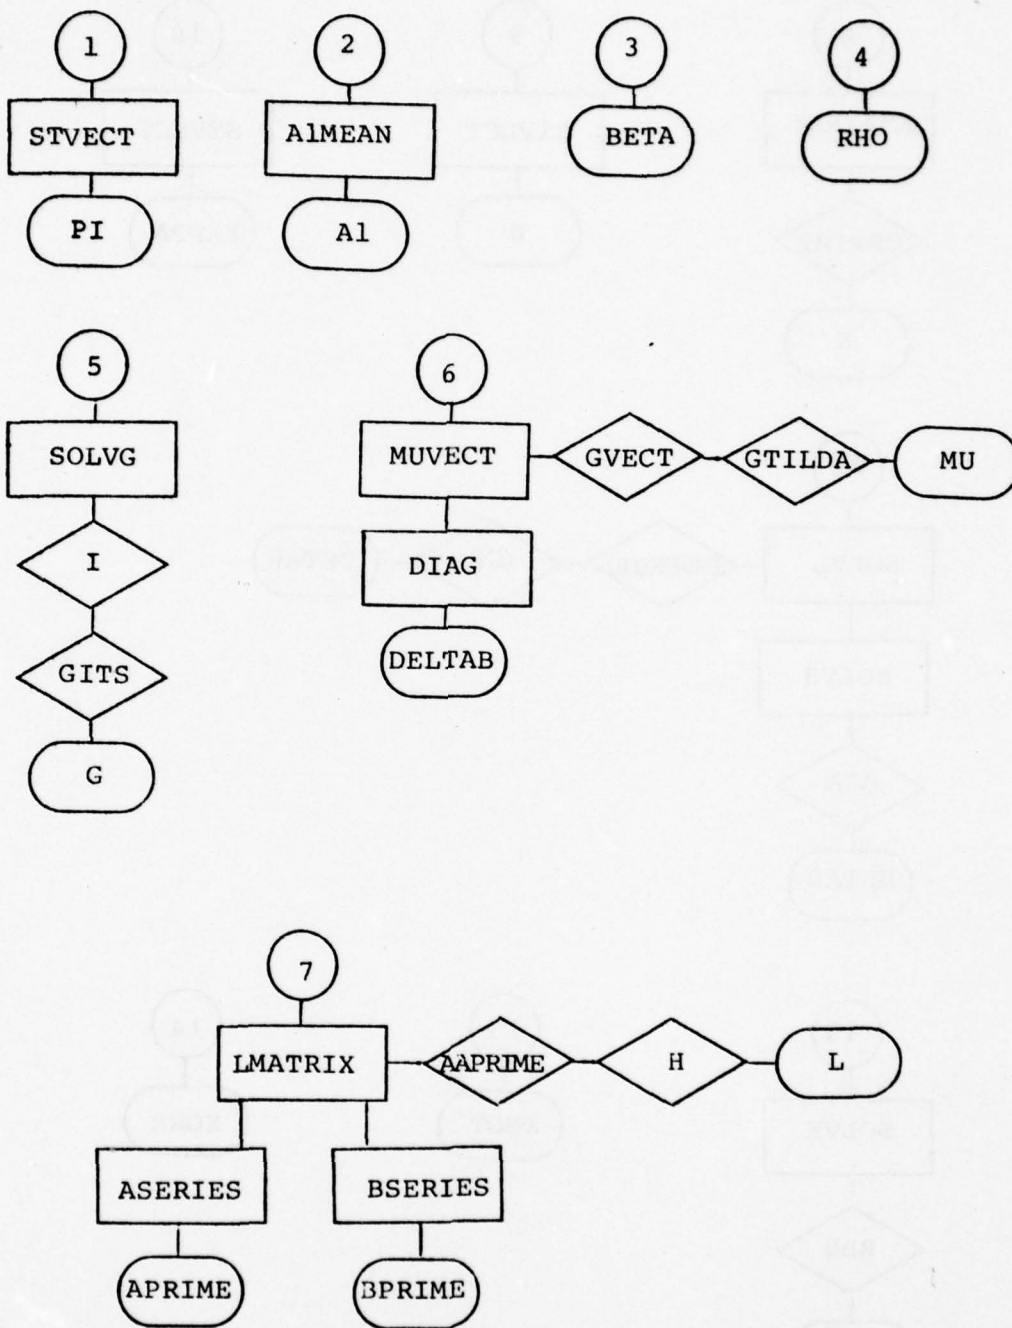 1 2 3 4
STVECT A1MEAN BETA RHO
PI A1
5 6
SOLVG MUVECT GVECT GTILDA MU
I DIAG
GITS DELTAB
G
7
LMATRIX AAPRIME H L
ASERIES BSERIES
APRIME BPRIME